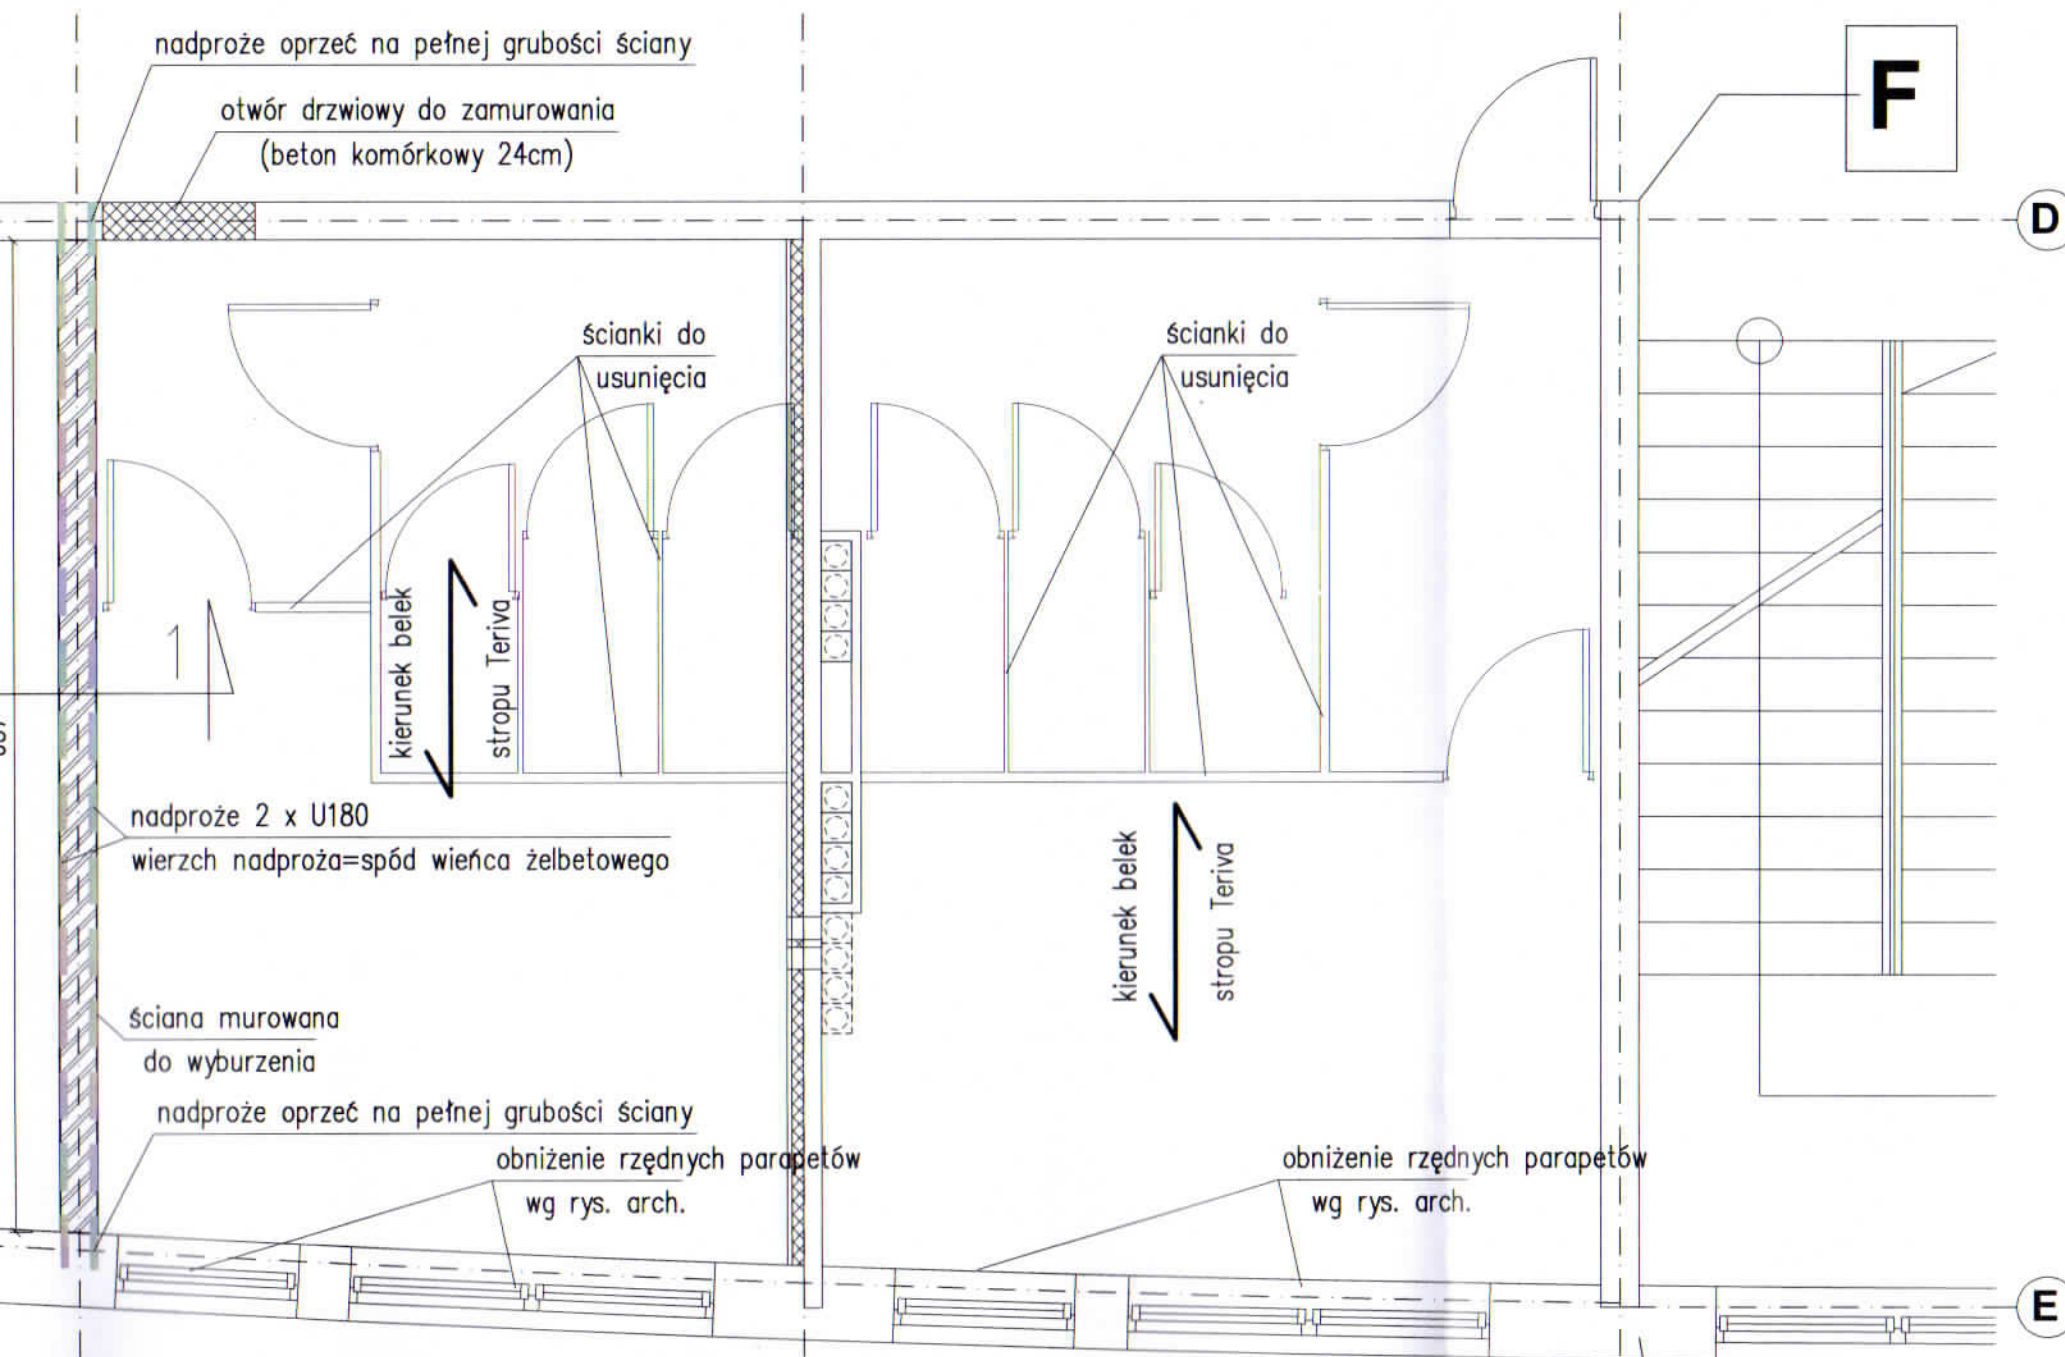 nadproże oprzeć na pełnej grubości ściany
F
otwór drzwiowy do zamurowania
(beton komórkowy 24cm)
D
ścianki do
usunięcia
ścianki do
usunięcia
kierunek belek
stropu Teriva
1
nadproże 2 x U180
wierzch nadproża=spód wieńca żelbetowego
kierunek belek
stropu Teriva
ściana murowana
do wyburzenia
nadproże oprzeć na pełnej grubości ściany
obniżenie rzędnych parapetów
wg rys. arch.
obniżenie rzędnych parapetów
wg rys. arch.
E